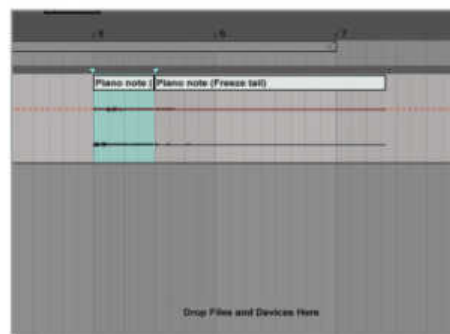 5 6 7
Piano note ( Piano note (Freeze tail)
Drop Files and Devices Here